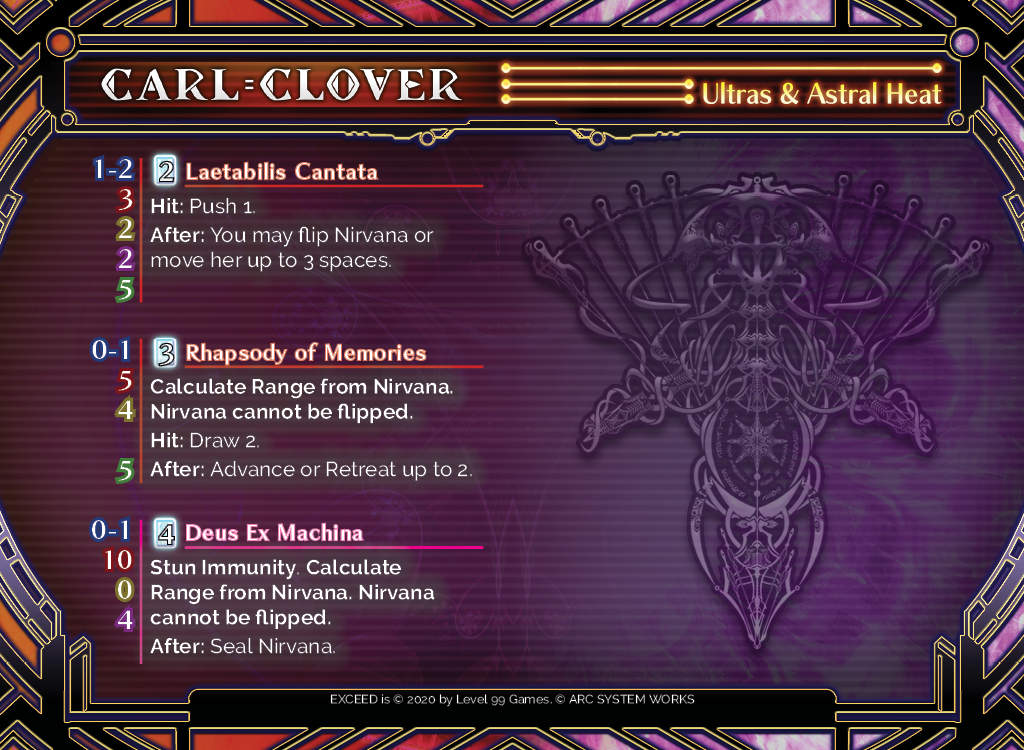 CARL=CLOVER
Ultras & Astral Heat
1-2
3
2
2
5
2 Laetabilis Cantata
Hit: Push 1.
After: You may flip Nirvana or
move her up to 3 spaces.
0-1
5
4
5
3 Rhapsody of Memories
Calculate Range from Nirvana.
Nirvana cannot be flipped.
Hit: Draw 2.
After: Advance or Retreat up to 2.
0-1
10
0
4
4 Deus Ex Machina
Stun Immunity. Calculate
Range from Nirvana. Nirvana
cannot be flipped.
After: Seal Nirvana.
EXCEED is © 2020 by Level 99 Games. © ARC SYSTEM WORKS